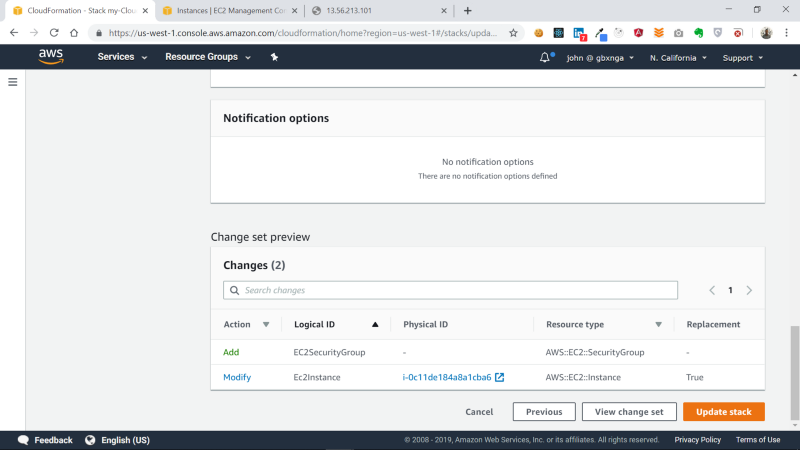 CloudFormation - Stack my-Clou
Instances | EC2 Management Con
13.56.213.101
https://us-west-1.console.aws.amazon.com/cloudformation/home?region=us-west-1#/stacks/upda...
7
aws
Services
Resource Groups
john @ gbxnga
N. California
Support
Notification options
No notification options
There are no notification options defined
Change set preview
Changes (2)
Search changes
1
Action Logical ID Physical ID Resource type Replacement
Add EC2SecurityGroup - AWS::EC2::SecurityGroup -
Modify Ec2Instance i-0c11de184a8a1cba6 AWS::EC2::Instance True
Cancel Previous View change set Update stack
Feedback English (US) © 2008 - 2019, Amazon Web Services, Inc. or its affiliates. All rights reserved. Privacy Policy Terms of Use